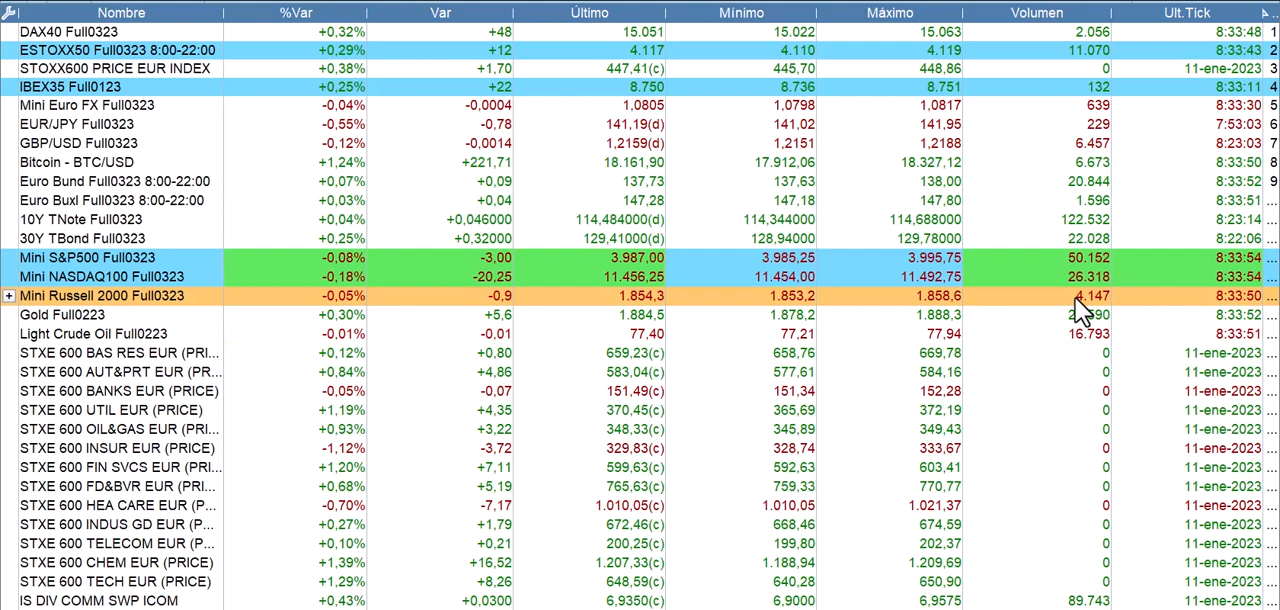 Nombre %Var Var Último Mínimo Máximo Volumen Ult.Tick
DAX40 Full0323 +0,32% +48 15.051 15.022 15.063 2.056 8:33:48 1
ESTOXX50 Full0323 8:00-22:00 +0,29% +12 4.117 4.110 4.119 11.070 8:33:43 2
STOXX600 PRICE EUR INDEX +0,38% +1,70 447,41(c) 445,70 448,86 0 11-ene-2023 3
IBEX35 Full0123 +0,25% +22 8.750 8.736 8.751 132 8:33:11 4
Mini Euro FX Full0323 -0,04% -0,0004 1,0805 1,0798 1,0817 639 8:33:30 5
EUR/JPY Full0323 -0,55% -0,78 141,19(d) 141,02 141,95 229 7:53:03 6
GBP/USD Full0323 -0,12% -0,0014 1,2159(d) 1,2151 1,2188 6.457 8:23:03 7
Bitcoin - BTC/USD +1,24% +221,71 18.161,90 17.912,06 18.327,12 6.673 8:33:50 8
Euro Bund Full0323 8:00-22:00 +0,07% +0,09 137,73 137,63 138,00 20.844 8:33:52 9
Euro Buxl Full0323 8:00-22:00 +0,03% +0,04 147,28 147,18 147,80 1.596 8:33:51 ...
10Y TNote Full0323 +0,04% +0,046000 114,484000(d) 114,344000 114,688000 122.532 8:23:14 ...
30Y TBond Full0323 +0,25% +0,32000 129,41000(d) 128,94000 129,78000 22.028 8:22:06 ...
Mini S&P500 Full0323 -0,08% -3,00 3.987,00 3.985,25 3.995,75 50.152 8:33:54 ...
Mini NASDAQ100 Full0323 -0,18% -20,25 11.456,25 11.454,00 11.492,75 26.318 8:33:54 ...
Mini Russell 2000 Full0323 -0,05% -0,9 1.854,3 1.853,2 1.858,6 4.147 8:33:50 ...
Gold Full0223 +0,30% +5,6 1.884,5 1.878,2 1.888,3 8:33:52 ...
Light Crude Oil Full0223 -0,01% -0,01 77,40 77,21 77,94 16.793 8:33:51 ...
STXE 600 BAS RES EUR (PRI... +0,12% +0,80 659,23(c) 658,76 669,78 0 11-ene-2023 ...
STXE 600 AUT&PRT EUR (PR... +0,84% +4,86 583,04(c) 577,61 584,16 0 11-ene-2023 ...
STXE 600 BANKS EUR (PRICE) -0,05% -0,07 151,49(c) 151,34 152,28 0 11-ene-2023 ...
STXE 600 UTIL EUR (PRICE) +1,19% +4,35 370,45(c) 365,69 372,19 0 11-ene-2023 ...
STXE 600 OIL&GAS EUR (PRI... +0,93% +3,22 348,33(c) 345,89 349,43 0 11-ene-2023 ...
STXE 600 INSUR EUR (PRICE) -1,12% -3,72 329,83(c) 328,74 333,67 0 11-ene-2023 ...
STXE 600 FIN SVCS EUR (PRI... +1,20% +7,11 599,63(c) 592,63 603,41 0 11-ene-2023 ...
STXE 600 FD&BVR EUR (PRI... +0,68% +5,19 765,63(c) 759,33 770,77 0 11-ene-2023 ...
STXE 600 HEA CARE EUR (P... -0,70% -7,17 1.010,05(c) 1.010,05 1.021,37 0 11-ene-2023 ...
STXE 600 INDUS GD EUR (P... +0,27% +1,79 672,46(c) 668,46 674,59 0 11-ene-2023 ...
STXE 600 TELECOM EUR (P... +0,10% +0,21 200,25(c) 199,80 202,37 0 11-ene-2023 ...
STXE 600 CHEM EUR (PRICE) +1,39% +16,52 1.207,33(c) 1.188,94 1.209,69 0 11-ene-2023 ...
STXE 600 TECH EUR (PRICE) +1,29% +8,26 648,59(c) 640,28 650,90 0 11-ene-2023 ...
IS DIV COMM SWP ICOM +0,43% +0,0300 6,9350(c) 6,9000 6,9575 89.743 11-ene-2023 ...